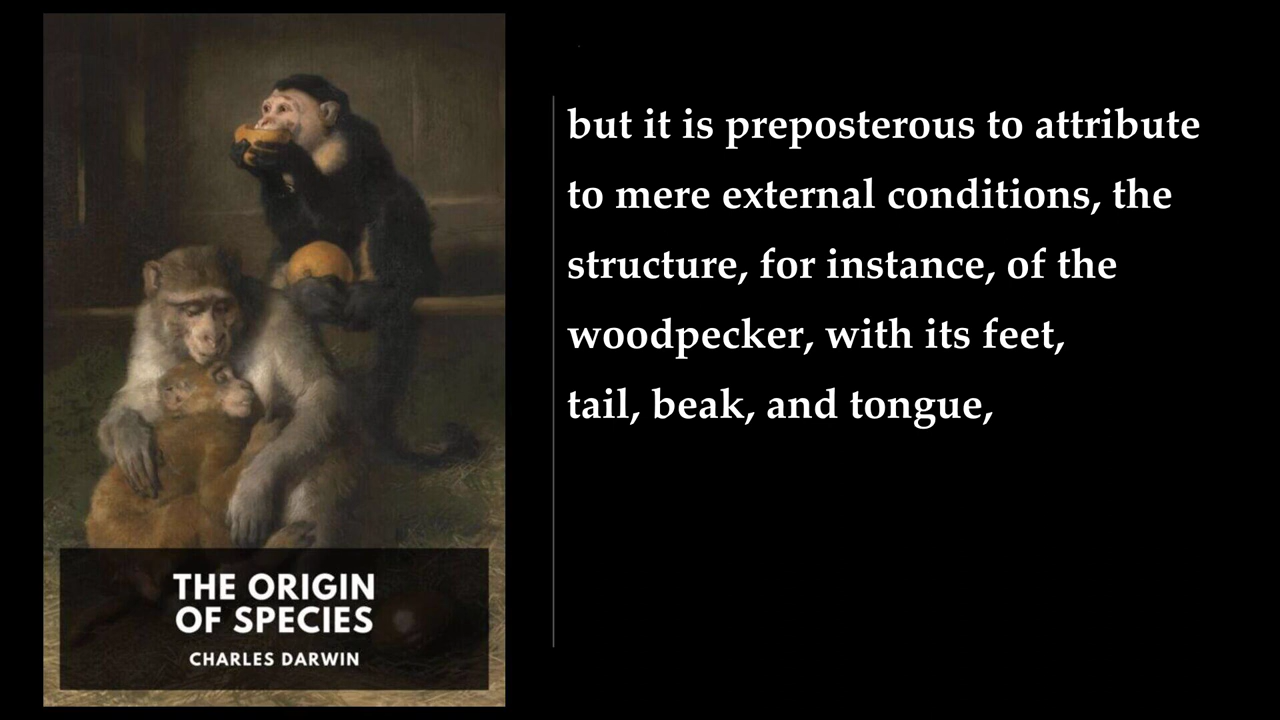 THE ORIGIN
OF SPECIES
CHARLES DARWIN
but it is preposterous to attribute
to mere external conditions, the
structure, for instance, of the
woodpecker, with its feet,
tail, beak, and tongue,